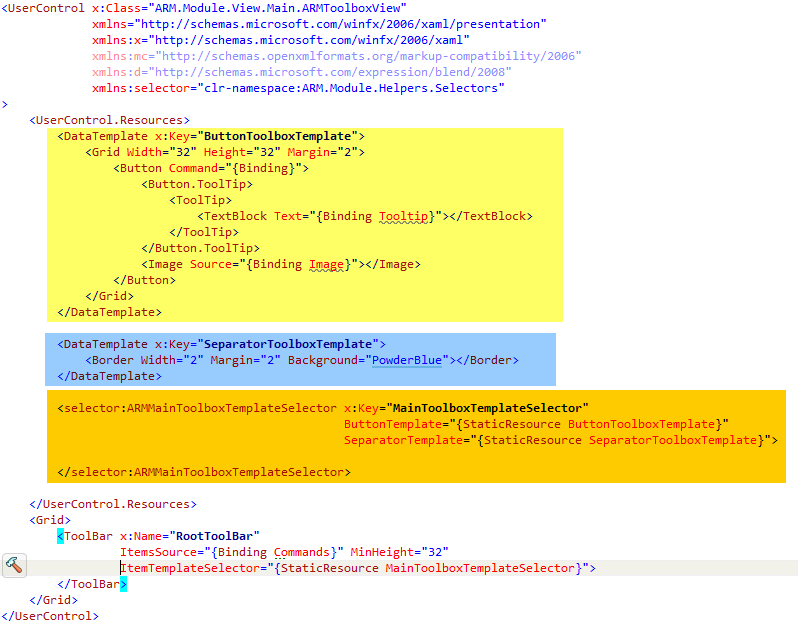 <UserControl x:Class="ARM.Module.View.Main.ARMToolboxView"
xmlns="http://schemas.microsoft.com/winfx/2006/xaml/presentation"
xmlns:x="http://schemas.microsoft.com/winfx/2006/xaml"
xmlns:mc="http://schemas.openxmlformats.org/markup-compatibility/2006"
xmlns:d="http://schemas.microsoft.com/expression/blend/2008"
xmlns:selector="clr-namespace:ARM.Module.Helpers.Selectors"
>
<UserControl.Resources>
<DataTemplate x:Key="ButtonToolboxTemplate">
<Grid Width="32" Height="32" Margin="2">
<Button Command="{Binding}">
<Button.ToolTip>
<ToolTip>
<TextBlock Text="{Binding Tooltip}"></TextBlock>
</ToolTip>
</Button.ToolTip>
<Image Source="{Binding Image}"></Image>
</Button>
</Grid>
</DataTemplate>
<DataTemplate x:Key="SeparatorToolboxTemplate">
<Border Width="2" Margin="2" Background="PowderBlue"></Border>
</DataTemplate>
<selector:ARMMainToolboxTemplateSelector x:Key="MainToolboxTemplateSelector"
ButtonTemplate="{StaticResource ButtonToolboxTemplate}"
SeparatorTemplate="{StaticResource SeparatorToolboxTemplate}">
</selector:ARMMainToolboxTemplateSelector>
</UserControl.Resources>
<Grid>
<ToolBar x:Name="RootToolBar"
ItemsSource="{Binding Commands}" MinHeight="32"
ItemTemplateSelector="{StaticResource MainToolboxTemplateSelector}">
</ToolBar>
</Grid>
</UserControl>